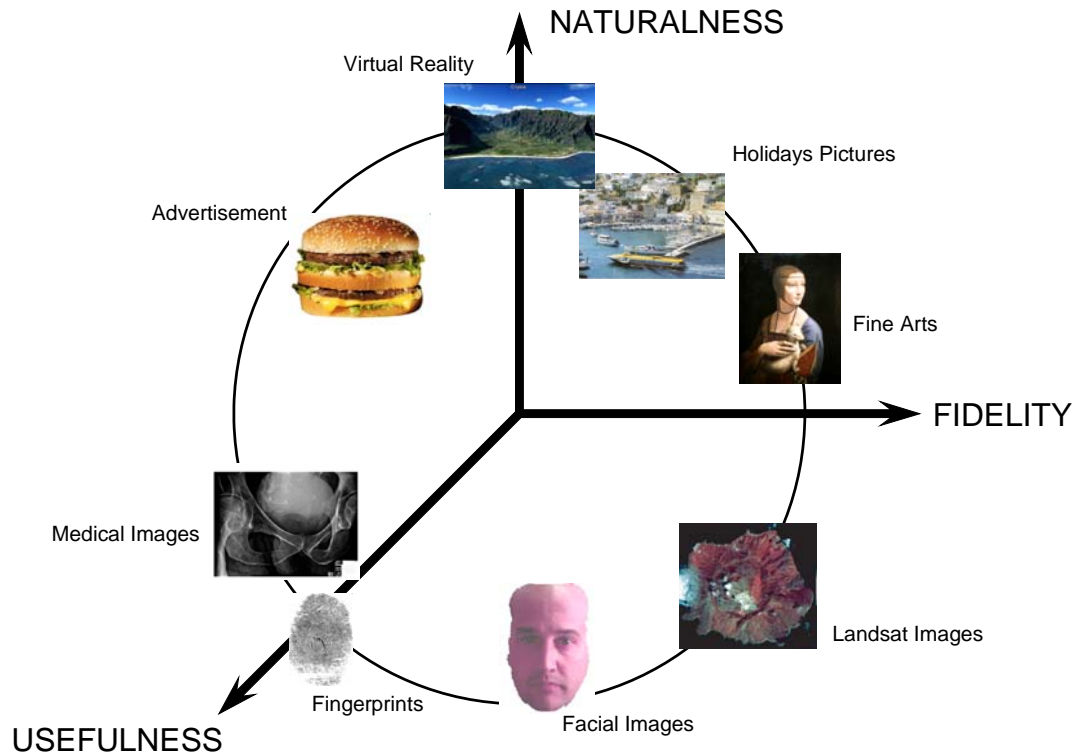 NATURALNESS
Virtual Reality
Holidays Pictures
Advertisement
Fine Arts
FIDELITY
Medical Images
Landsat Images
Fingerprints
Facial Images
USEFULNESS